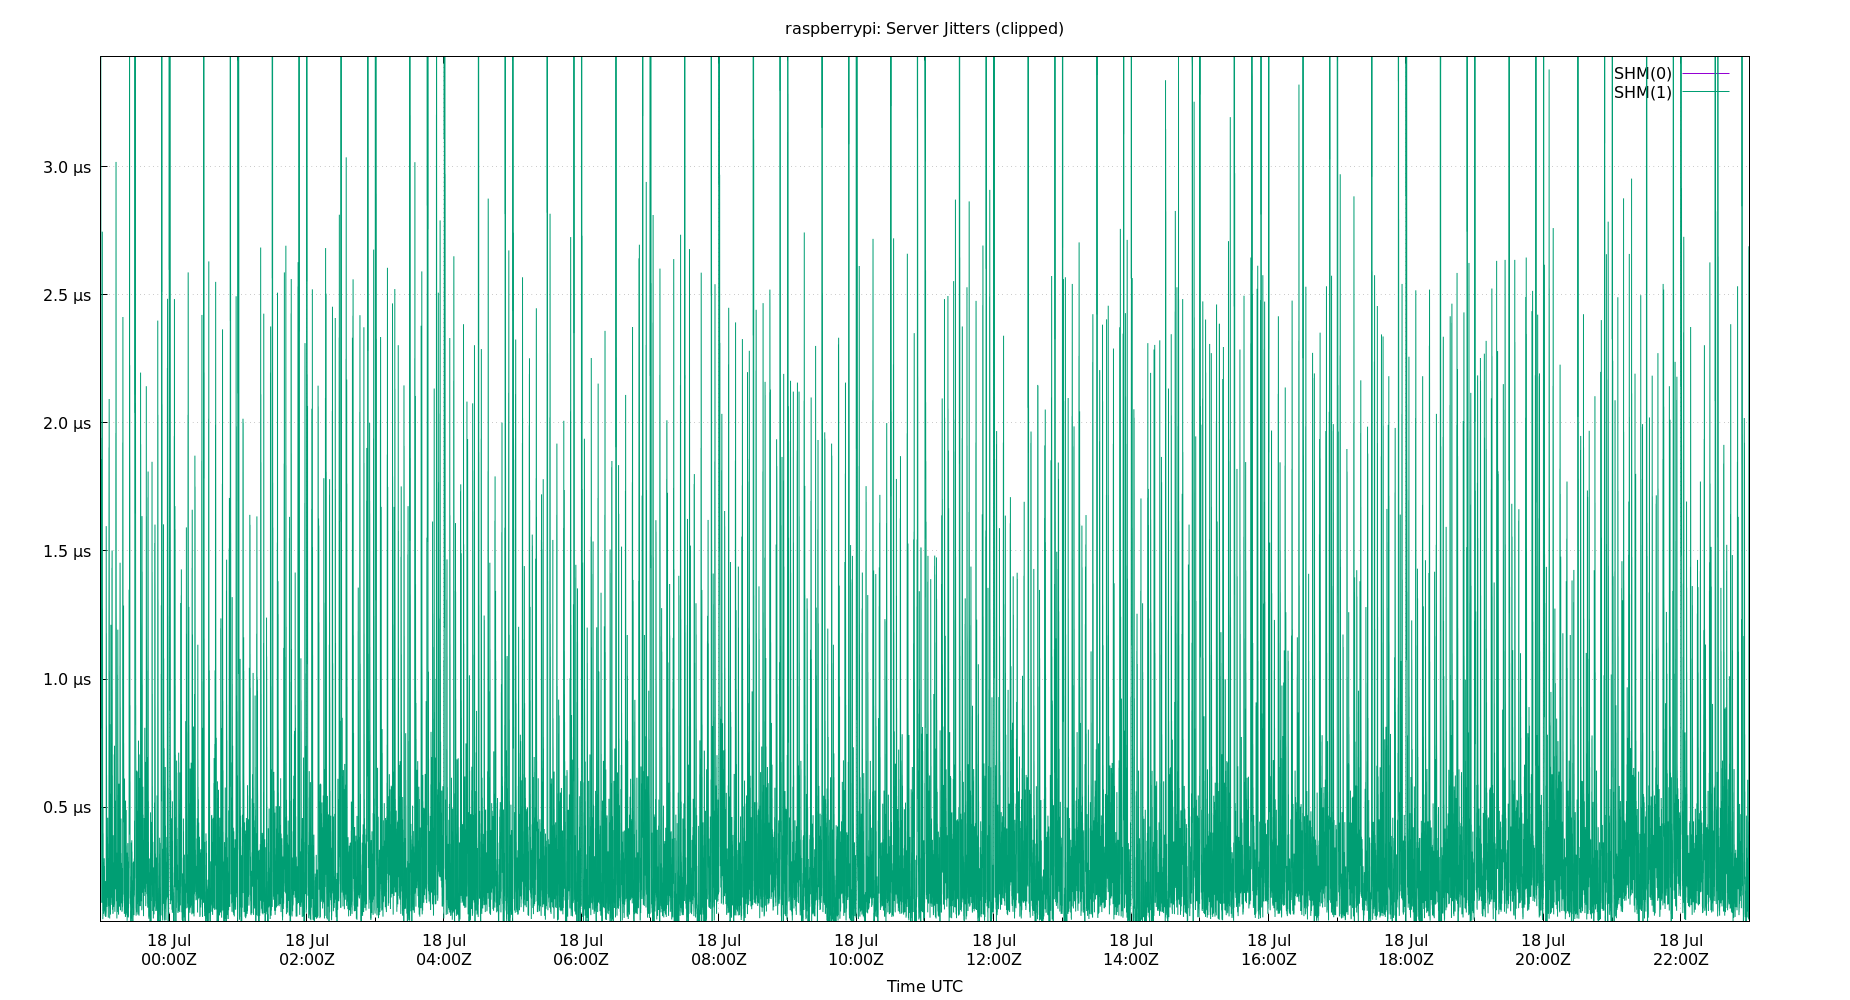 raspberrypi: Server Jitters (clipped)
SHM(0)
SHM(1)
3.0 µs
2.5 µs
2.0 µs
1.5 µs
1.0 µs
0.5 µs
18 Jul 18 Jul 18 Jul 18 Jul 18 Jul 18 Jul 18 Jul 18 Jul 18 Jul 18 Jul 18 Jul 18 Jul
00:00Z 02:00Z 04:00Z 06:00Z 08:00Z 10:00Z 12:00Z 14:00Z 16:00Z 18:00Z 20:00Z 22:00Z
Time UTC